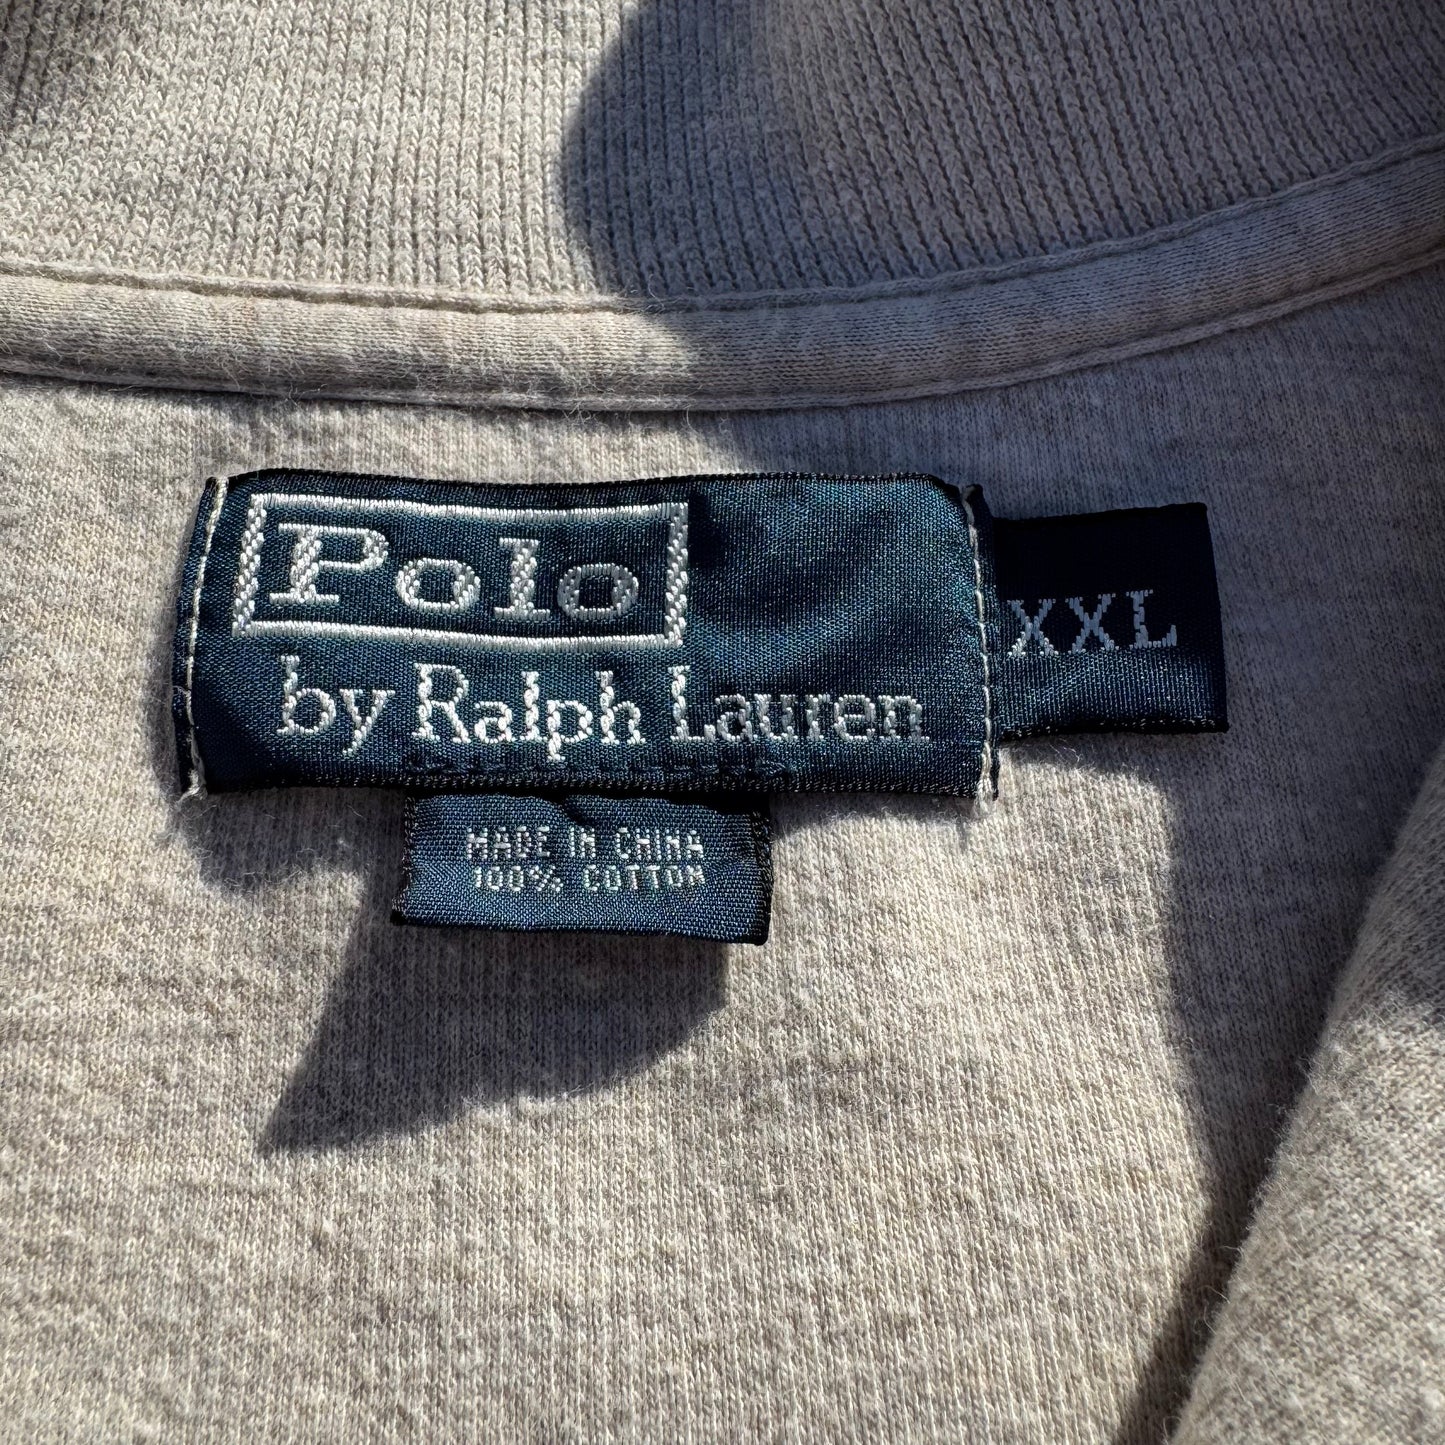 Polo
by Ralph Lauren
XXL
MADE IN CHINA
100% COTTON